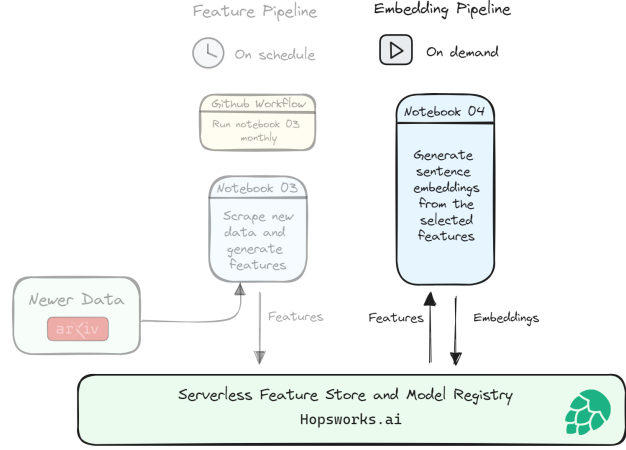 Feature Pipeline
On schedule
Github Workflow
Run notebook 03
monthly
Notebook 03
Scrape new
data and
generate
features
Newer Data
arXiv
Features
Embedding Pipeline
On demand
Notebook 04
Generate
sentence
embeddings
from the
selected
features
Features
Embeddings
Serverless Feature Store and Model Registry
Hopsworks.ai